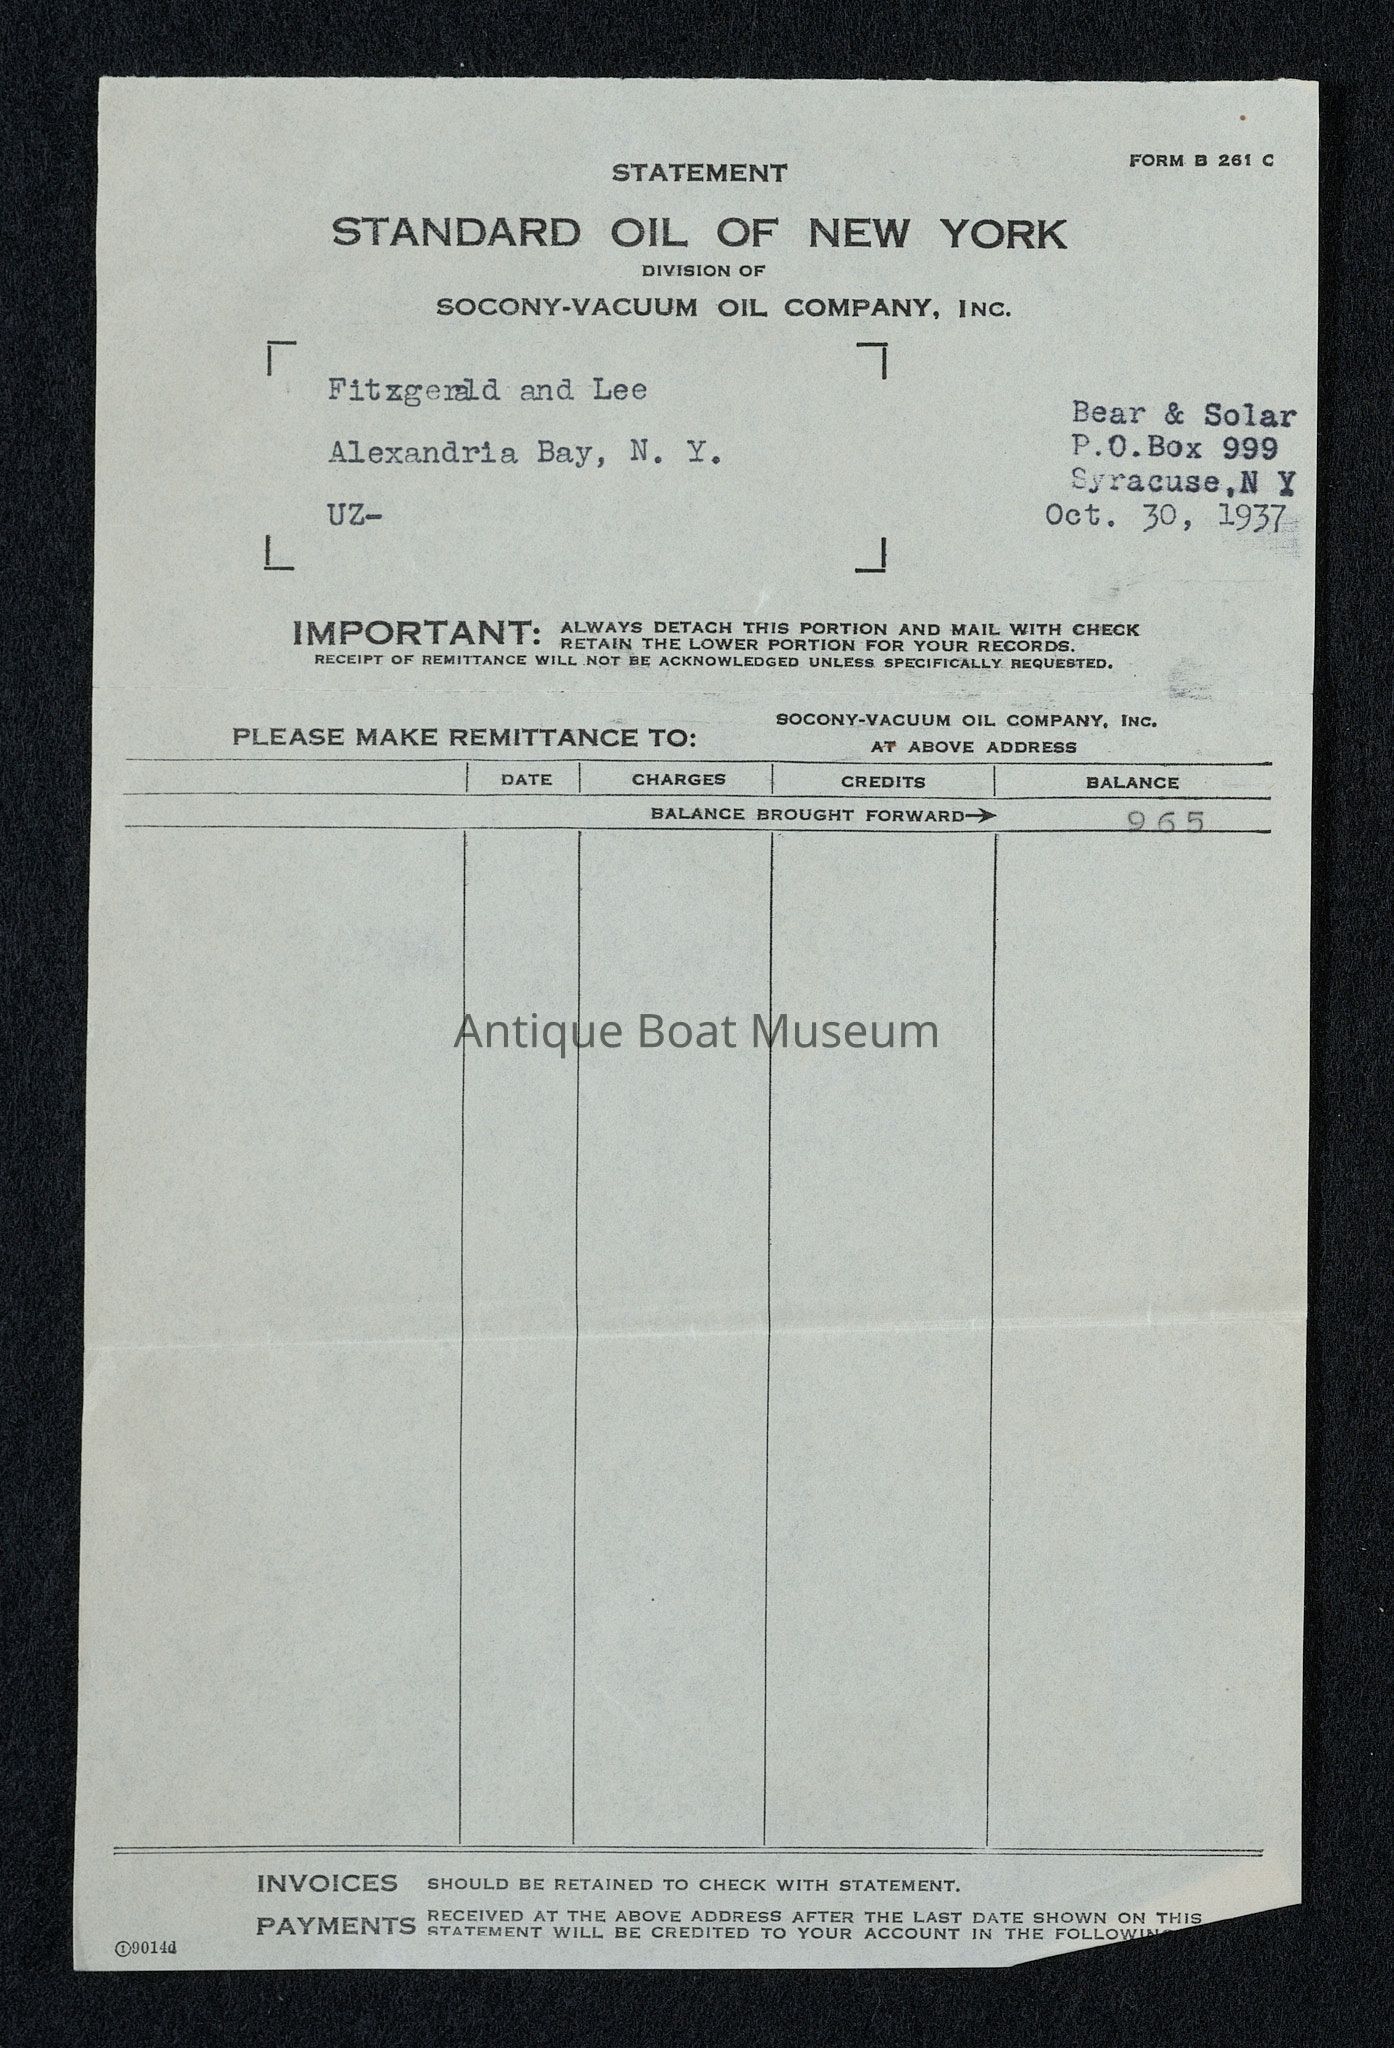 FORM B 261 C
STATEMENT
STANDARD OIL OF NEW YORK
DIVISION OF
SOCONY-VACUUM OIL COMPANY, INC.
Fitzgerald and Lee
Alexandria Bay, N. Y.
UZ-
Bear & Solar
P.O.Box 999
Syracuse,N Y
Oct. 30, 1937
IMPORTANT: ALWAYS DETACH THIS PORTION AND MAIL WITH CHECK
RETAIN THE LOWER PORTION FOR YOUR RECORDS.
RECEIPT OF REMITTANCE WILL NOT BE ACKNOWLEDGED UNLESS SPECIFICALLY REQUESTED.
PLEASE MAKE REMITTANCE TO: SOCONY-VACUUM OIL COMPANY, INC.
AT ABOVE ADDRESS
DATE CHARGES CREDITS BALANCE
BALANCE BROUGHT FORWARD→ 965
Antique Boat Museum
INVOICES SHOULD BE RETAINED TO CHECK WITH STATEMENT.
PAYMENTS RECEIVED AT THE ABOVE ADDRESS AFTER THE LAST DATE SHOWN ON THIS
STATEMENT WILL BE CREDITED TO YOUR ACCOUNT IN THE
9014d